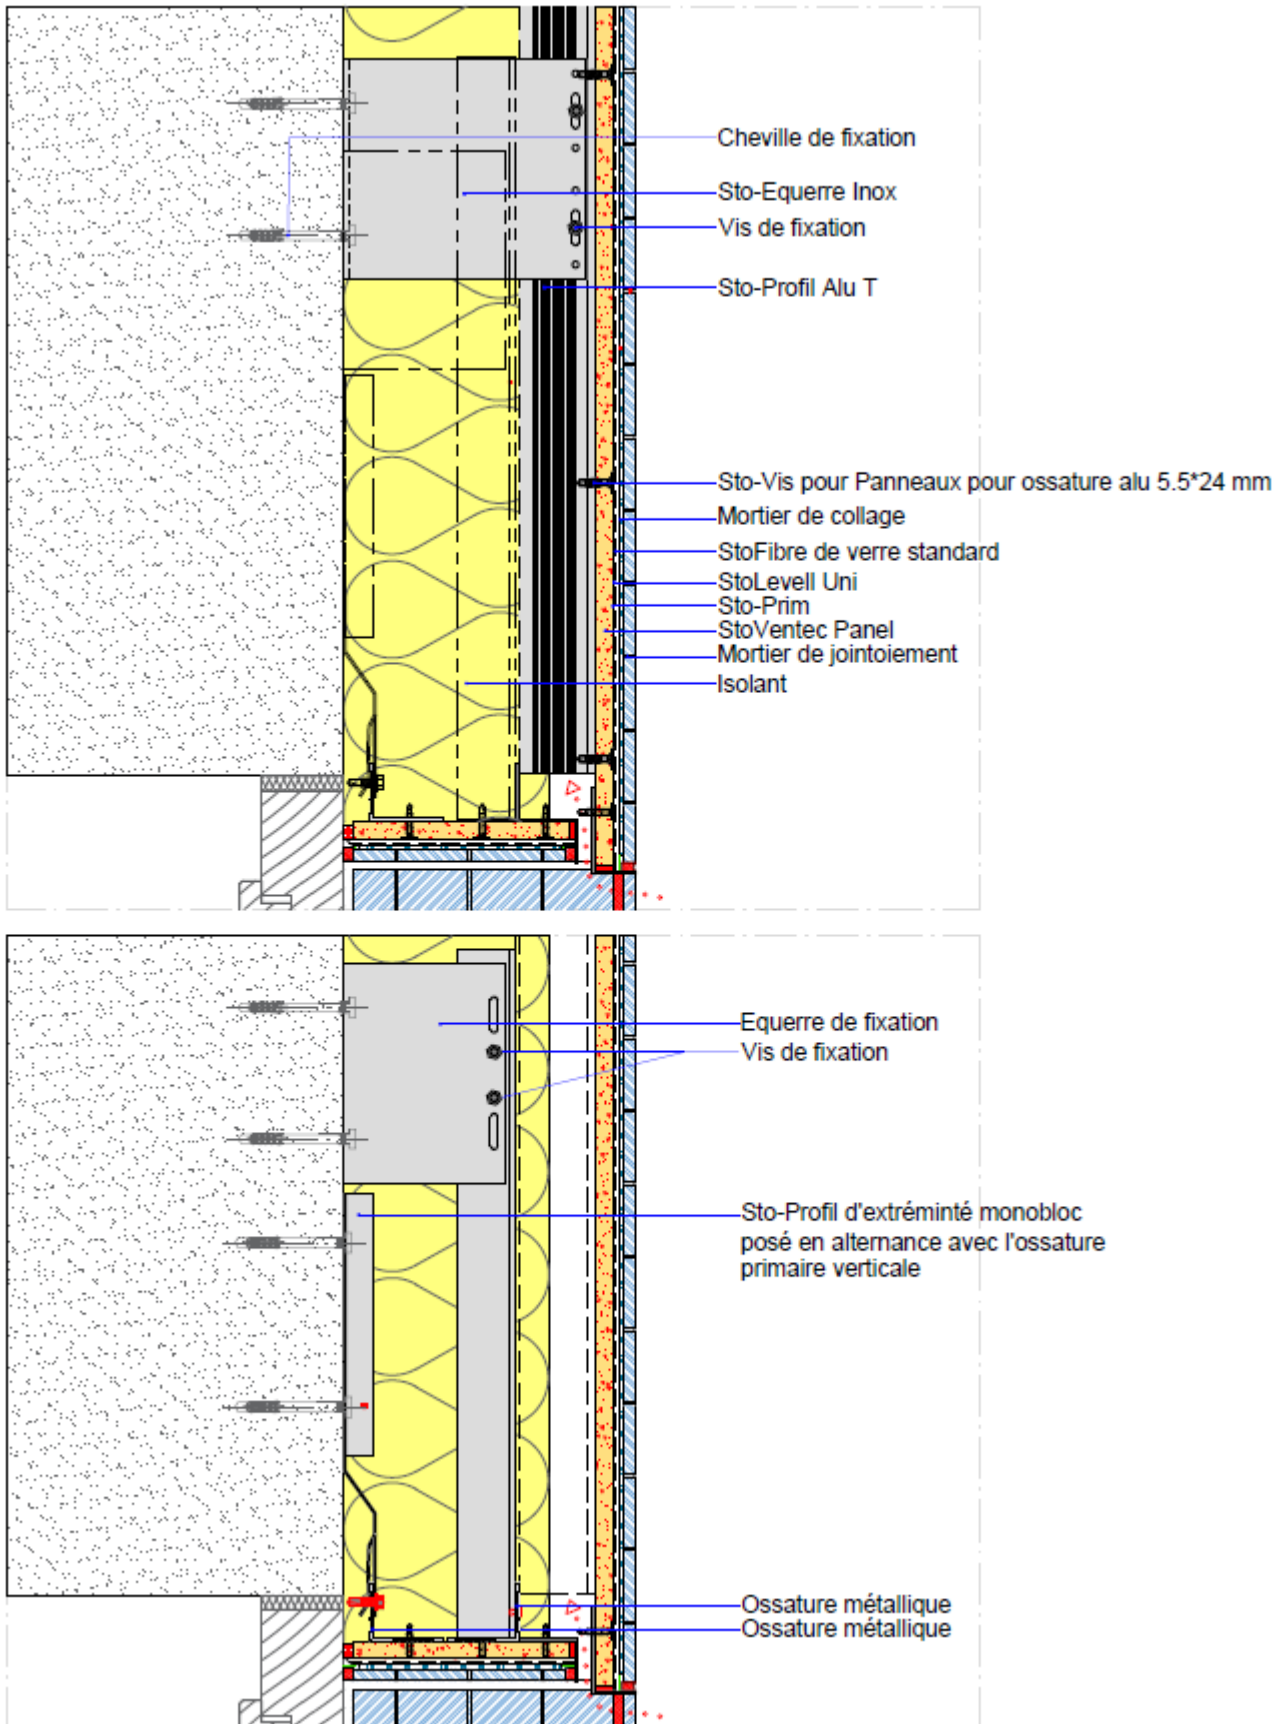 Cheville de fixation
Sto-Equerre Inox
Vis de fixation
Sto-Profil Alu T
Sto-Vis pour Panneaux pour ossature alu 5.5*24 mm
Mortier de collage
StoFibre de verre standard
StoLevell Uni
Sto-Prim
StoVentec Panel
Mortier de jointoiement
Isolant
Equerre de fixation
Vis de fixation
Sto-Profil d'extréminté monobloc
posé en alternance avec l'ossature
primaire verticale
Ossature métallique
Ossature métallique